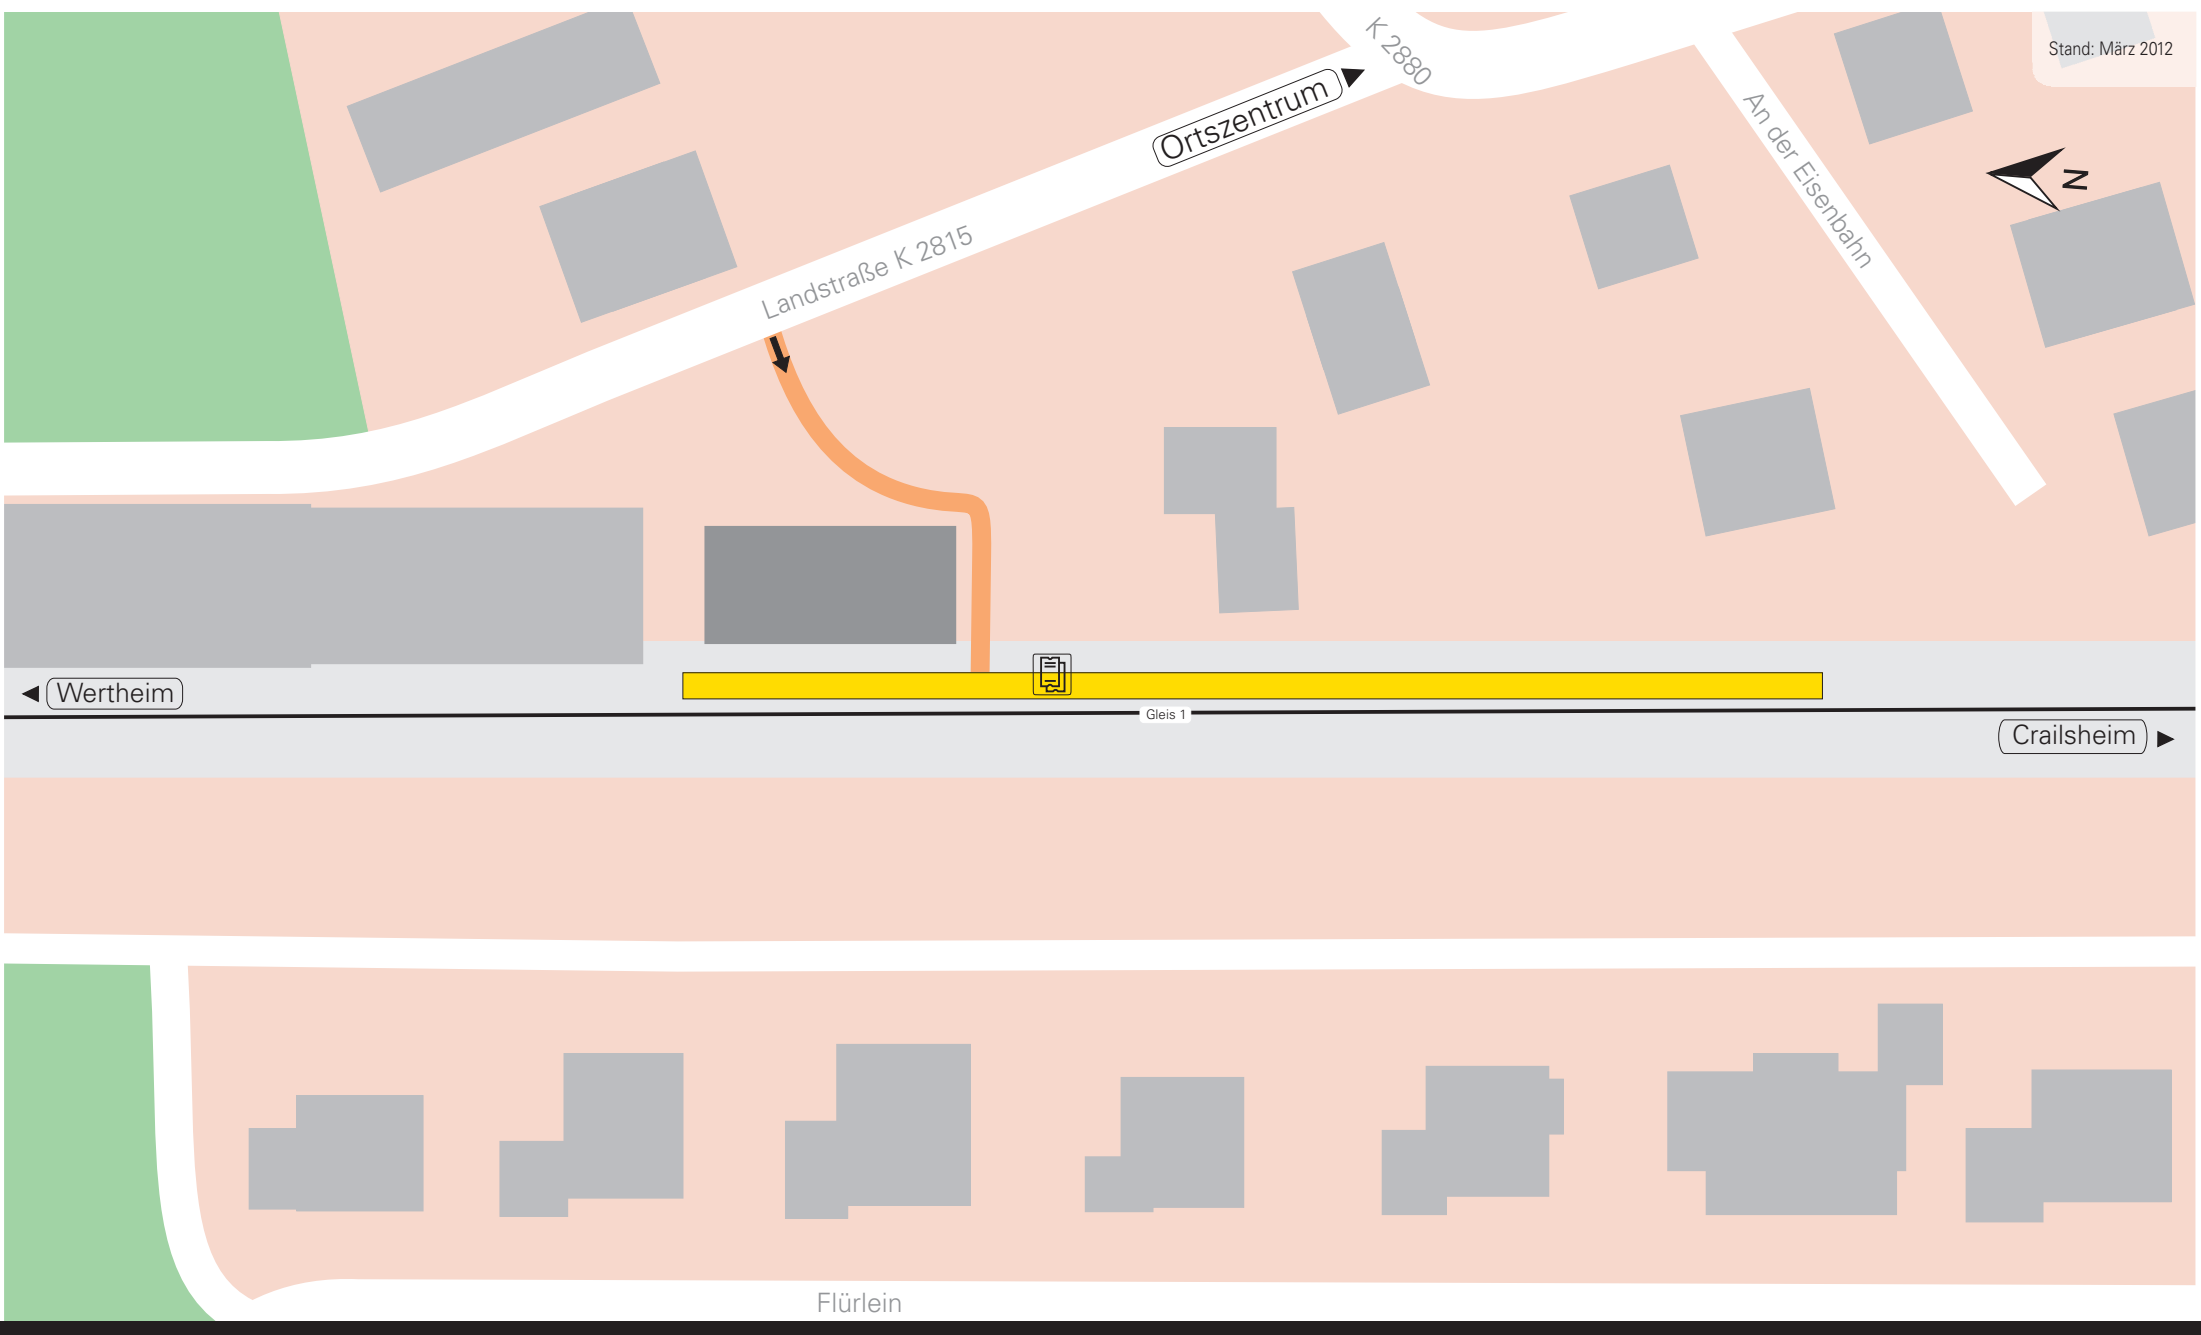 K 2880
Stand: März 2012
Ortszentrum
An der Eisenbahn
N
Landstraße K 2815
Wertheim
Gleis 1
Crailsheim
Flürlein